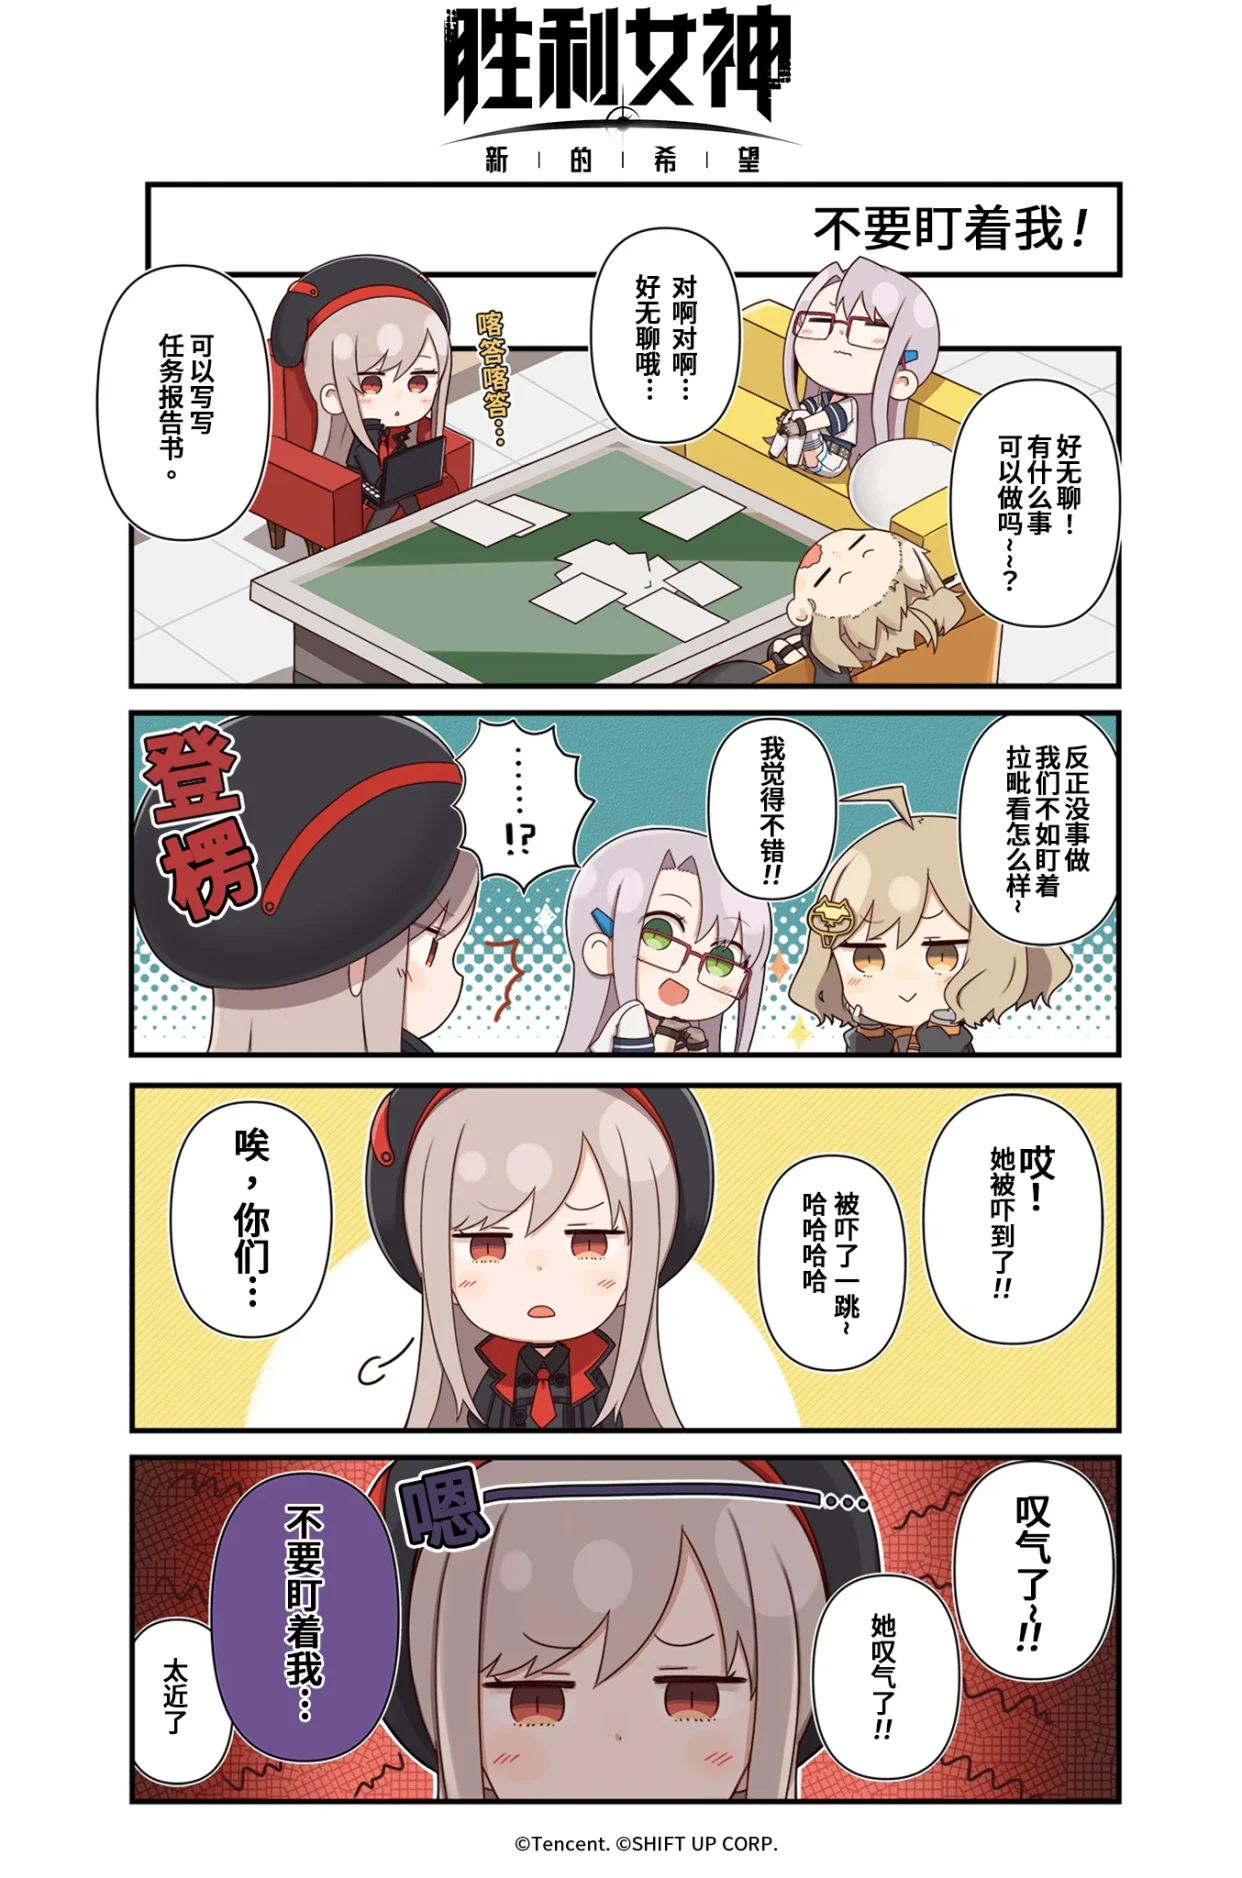 胜利女神
新的希望
不要盯着我！
好无聊！
有什么事
可以做吗~~？
对啊对啊…
好无聊哦…
喀答喀答…
可以写写
任务报告书。
反正没事做
我们不如盯着
拉毗看怎么样~
我觉得不错!!
……!?
登愣
哎！
她被吓到了!!
被吓了一跳~
哈哈哈哈
唉，你们…
叹气了~!!
她叹气了!!
嗯——…
不要盯着我…
太近了
©Tencent. ©SHIFT UP CORP.